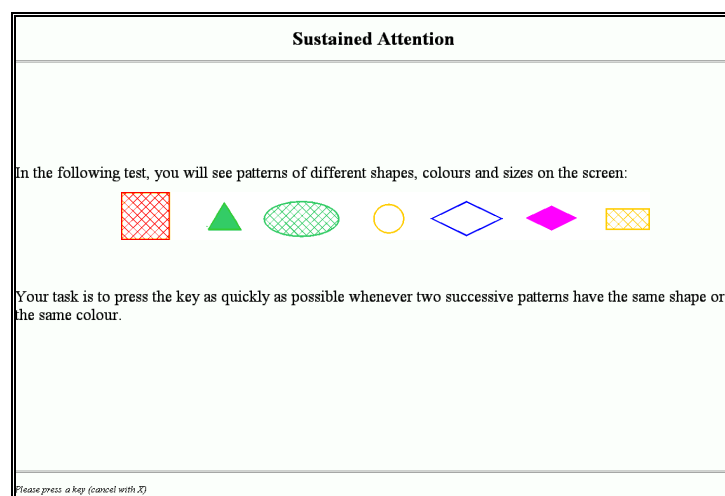 Sustained Attention
In the following test, you will see patterns of different shapes, colours and sizes on the screen:
Your task is to press the key as quickly as possible whenever two successive patterns have the same shape or
the same colour.
Please press a key (cancel with X)